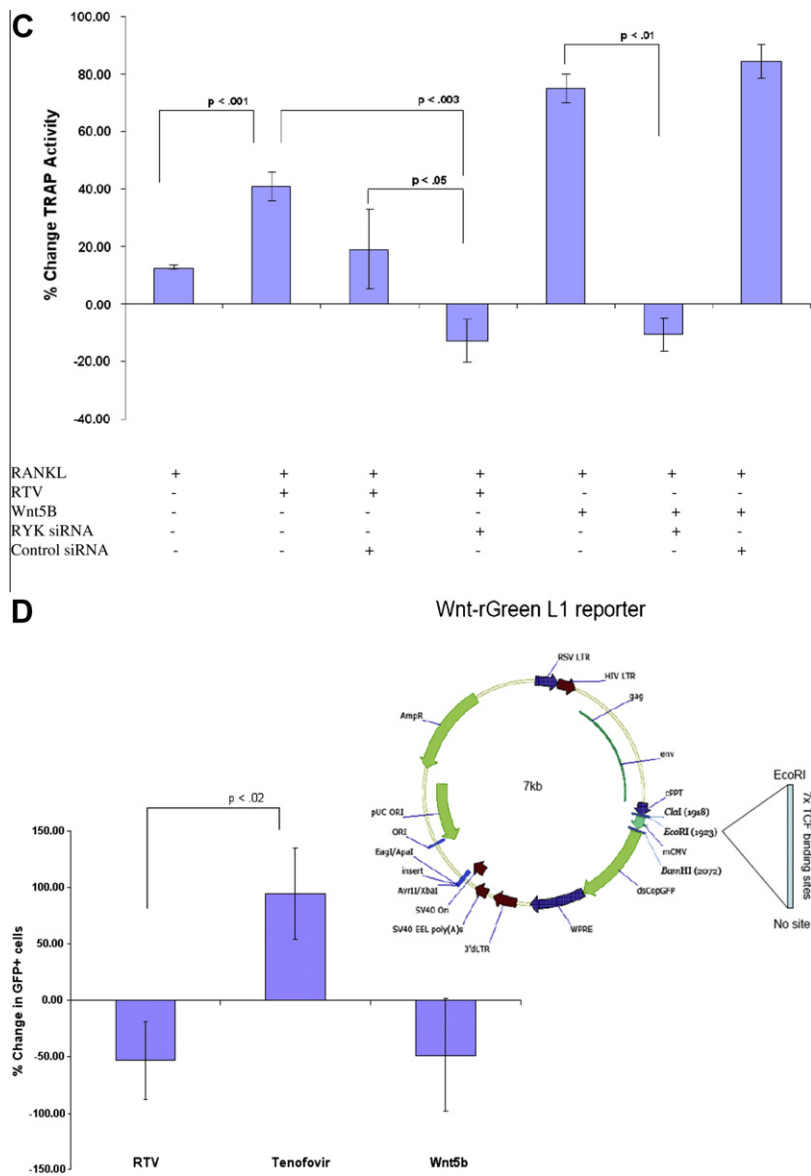 C
100.00
80.00
60.00
40.00
20.00
0.00
-20.00
-40.00
% Change TRAP Activity
p < .001
p < .003
p < .05
p < .01
RANKL + + + + + + +
RTV - + + + - - -
Wnt5B - - - - + + +
RYK siRNA - - - + - + -
Control siRNA - - + - - - +
D
Wnt-rGreen L1 reporter
RSV LTR
HIV LTR
gag
env
cPPT
ClaI (1918)
EcoRI (1923)
mCMV
BamHI (2072)
dsCopGFP
WPRE
3'dLTR
SV40 EEL poly(A)s
SV40 Ori
AvrII/XbaI
insert
EagI/ApaI
ORI
pUC ORI
AmpR
7kb
EcoRI
7x TCF binding sites
No site
150.00
100.00
50.00
0.00
-50.00
-100.00
-150.00
% Change in GFP+ cells
p < .02
RTV Tenofovir Wnt5b